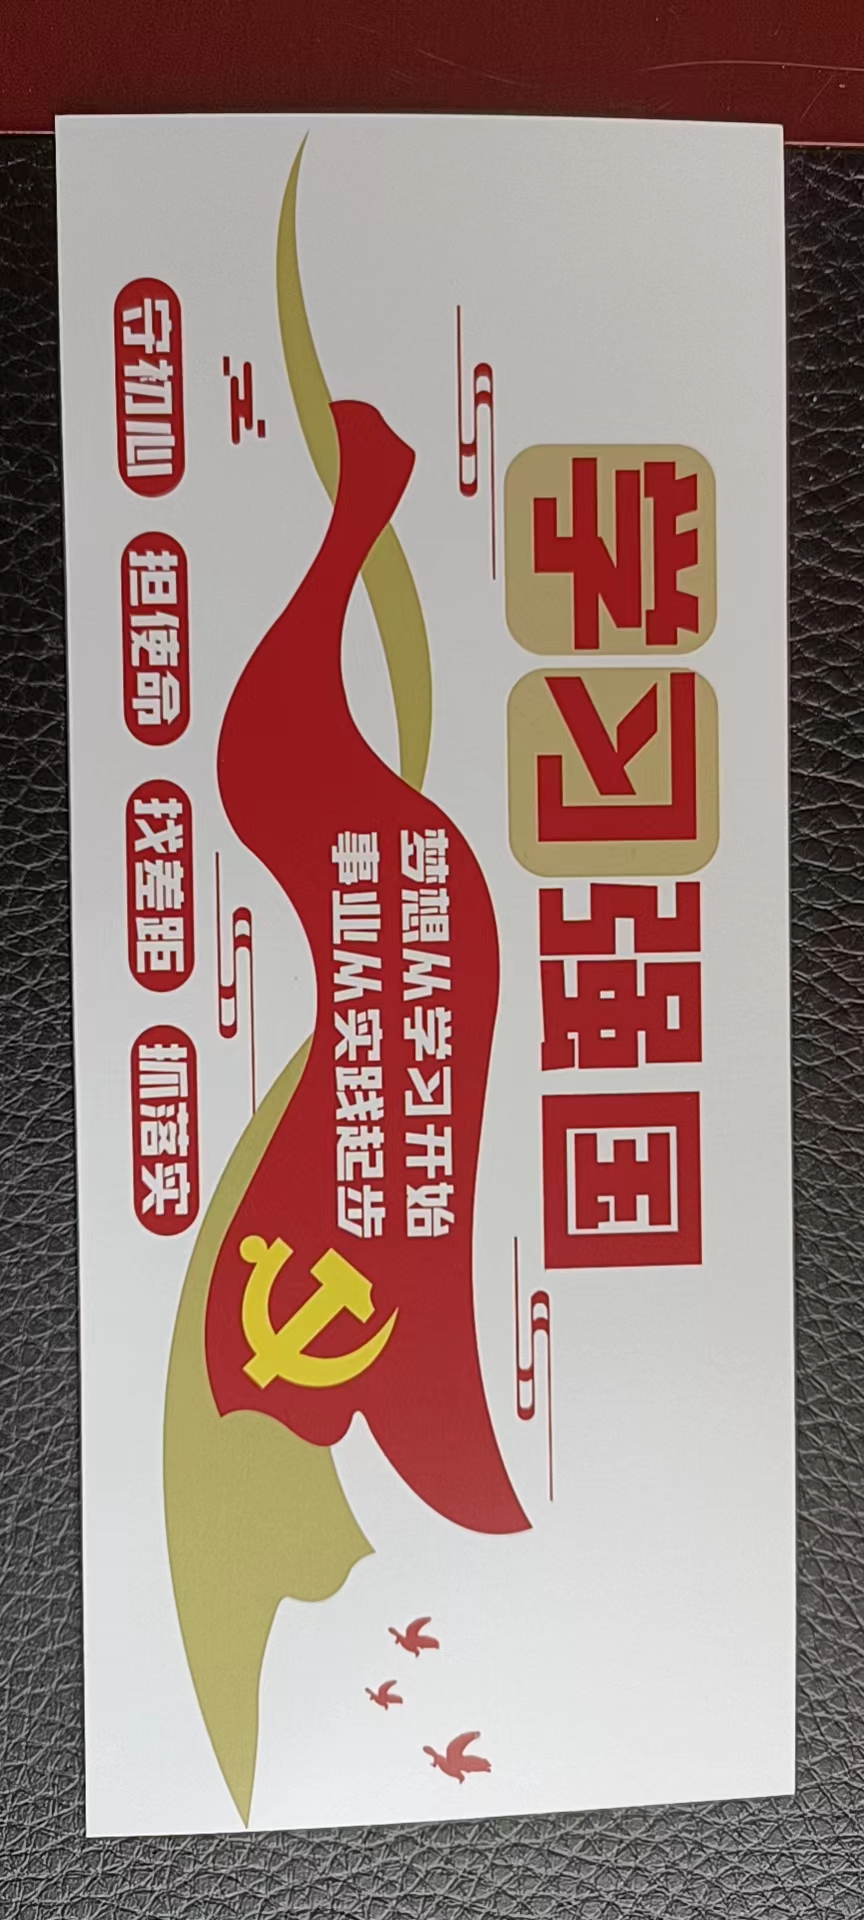 学习强国
梦想从学习开始
事业从实践起步
守初心 担使命 找差距 抓落实